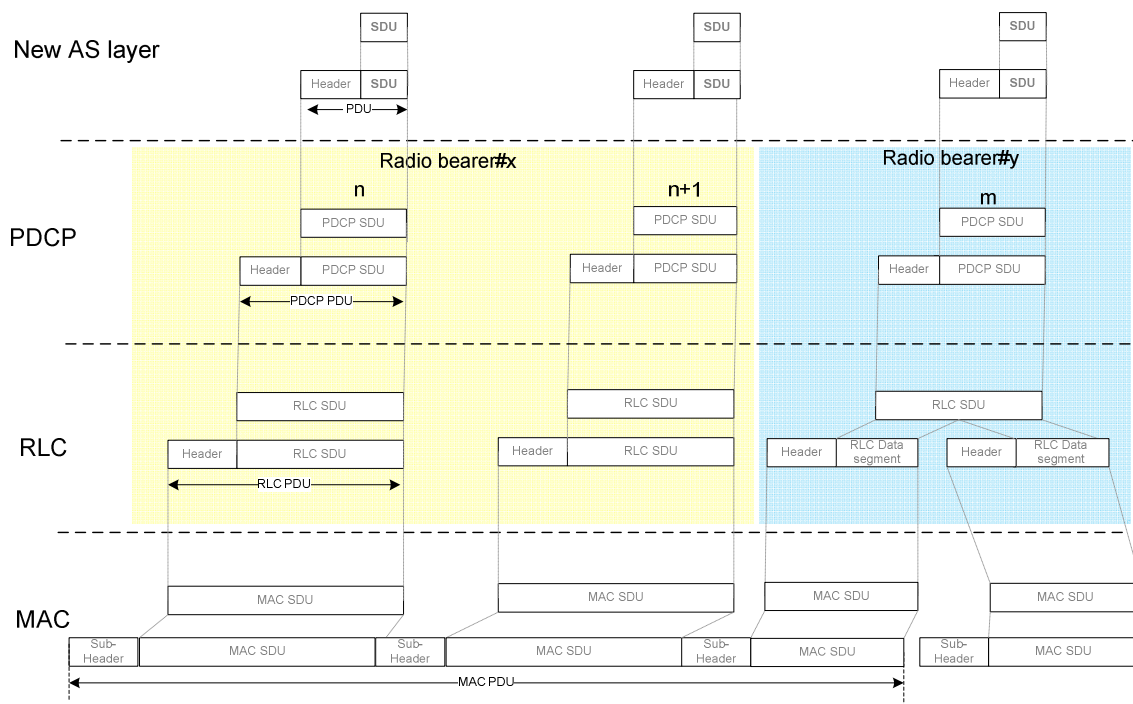 SDU SDU SDU
New AS layer
Header SDU Header SDU Header SDU
PDU
Radio bearer#x Radio bearer#y
n n+1 m
PDCP SDU PDCP SDU PDCP SDU
PDCP
Header PDCP SDU Header PDCP SDU Header PDCP SDU
PDCP PDU
RLC SDU RLC SDU RLC SDU
RLC
Header RLC SDU Header RLC SDU Header RLC Data segment Header RLC Data segment
RLC PDU
MAC SDU MAC SDU MAC SDU MAC SDU
MAC
Sub-Header MAC SDU Sub-Header MAC SDU Sub-Header MAC SDU Sub-Header MAC SDU
MAC PDU